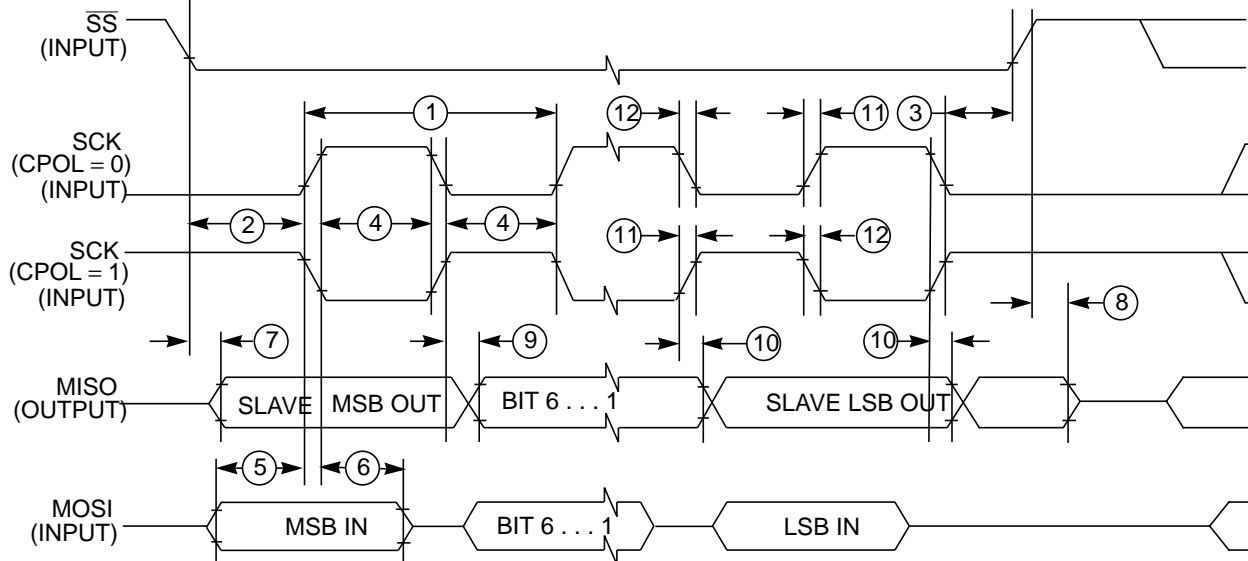 SS
(INPUT)
1
12
11
3
SCK
(CPOL = 0)
(INPUT)
2
4
4
11
12
SCK
(CPOL = 1)
(INPUT)
8
7
9
10
10
MISO
(OUTPUT)
SLAVE MSB OUT
BIT 6 . . . 1
SLAVE LSB OUT
5
6
MOSI
(INPUT)
MSB IN
BIT 6 . . . 1
LSB IN